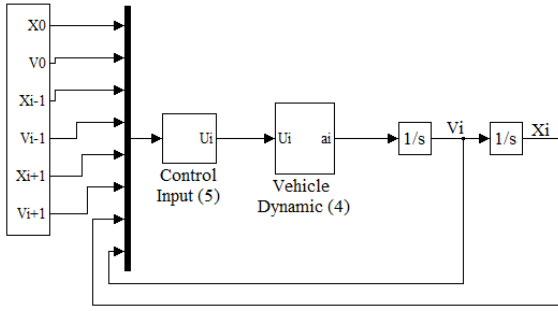 X0
V0
Xi-1
Vi-1
Xi+1
Vi+1
Ui
Control
Input (5)
Ui
ai
Vehicle
Dynamic (4)
1/s
Vi
1/s
Xi